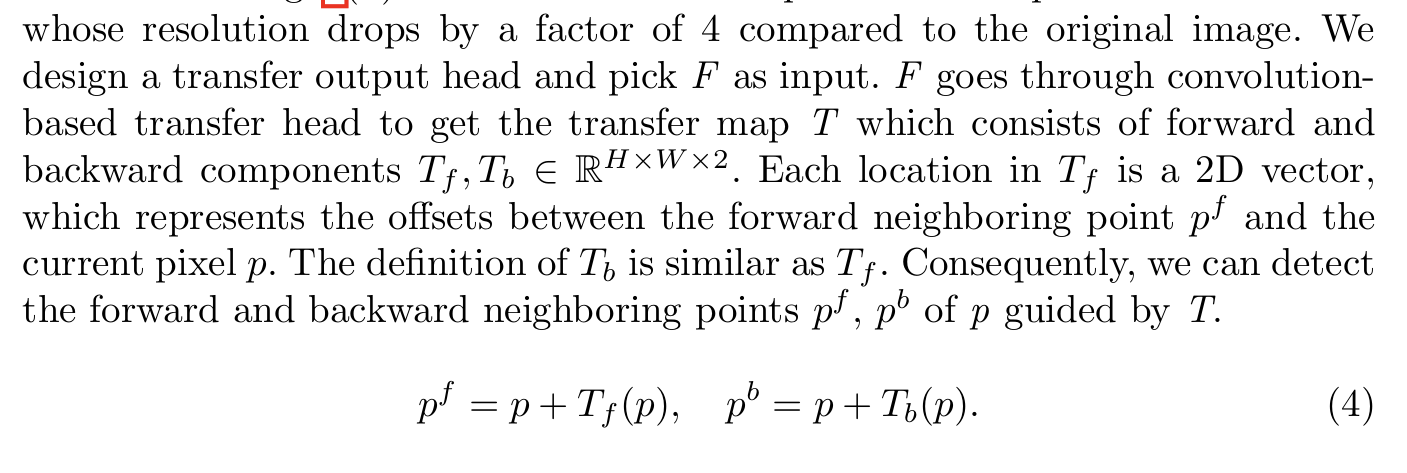 whose resolution drops by a factor of 4 compared to the original image. We
design a transfer output head and pick F as input. F goes through convolution-
based transfer head to get the transfer map T which consists of forward and
backward components T_f, T_b ∈ ℝ^{H×W×2}. Each location in T_f is a 2D vector,
which represents the offsets between the forward neighboring point p^f and the
current pixel p. The definition of T_b is similar as T_f. Consequently, we can detect
the forward and backward neighboring points p^f, p^b of p guided by T.
p^f = p + T_f(p), p^b = p + T_b(p). (4)